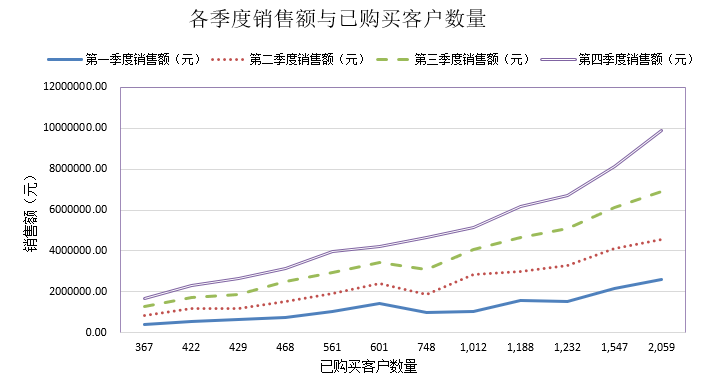 各季度销售额与已购买客户数量
第一季度销售额（元） 第二季度销售额（元） 第三季度销售额（元） 第四季度销售额（元）
12000000.00
10000000.00
8000000.00
6000000.00
4000000.00
2000000.00
0.00
销售额（元）
367 422 429 468 561 601 748 1,012 1,188 1,232 1,547 2,059
已购买客户数量